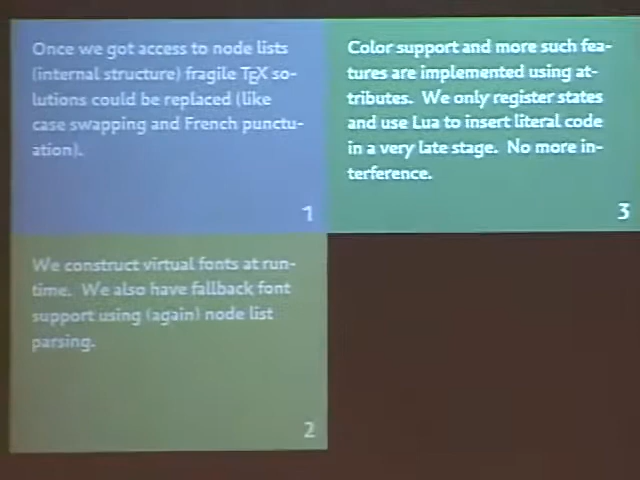 Once we got access to node lists
(internal structure) fragile TEX so-
lutions could be replaced (like
case swapping and French punctu-
ation).
1
We construct virtual fonts at run-
time. We also have fallback font
support using (again) node list
parsing.
2
Color support and more such fea-
tures are implemented using at-
tributes. We only register states
and use Lua to insert literal code
in a very late stage. No more in-
terference.
3